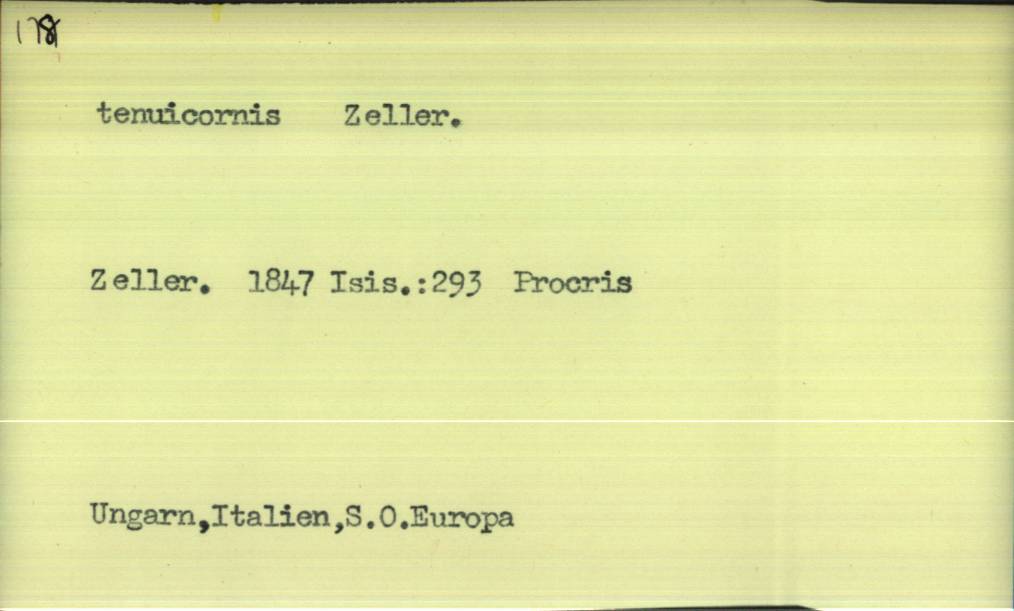 178
tenuicornis Zeller.
Zeller. 1847 Isis.:293 Procris
Ungarn,Italien,S.O.Europa